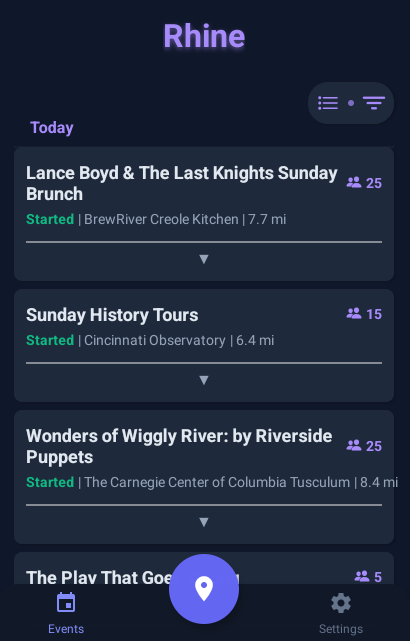 Rhine
Today
Lance Boyd & The Last Knights Sunday
Brunch
25
Started | BrewRiver Creole Kitchen | 7.7 mi
Sunday History Tours
15
Started | Cincinnati Observatory | 6.4 mi
Wonders of Wiggly River: by Riverside
Puppets
25
Started | The Carnegie Center of Columbia Tusculum | 8.4 mi
The Play That Goe
5
Events
Settings